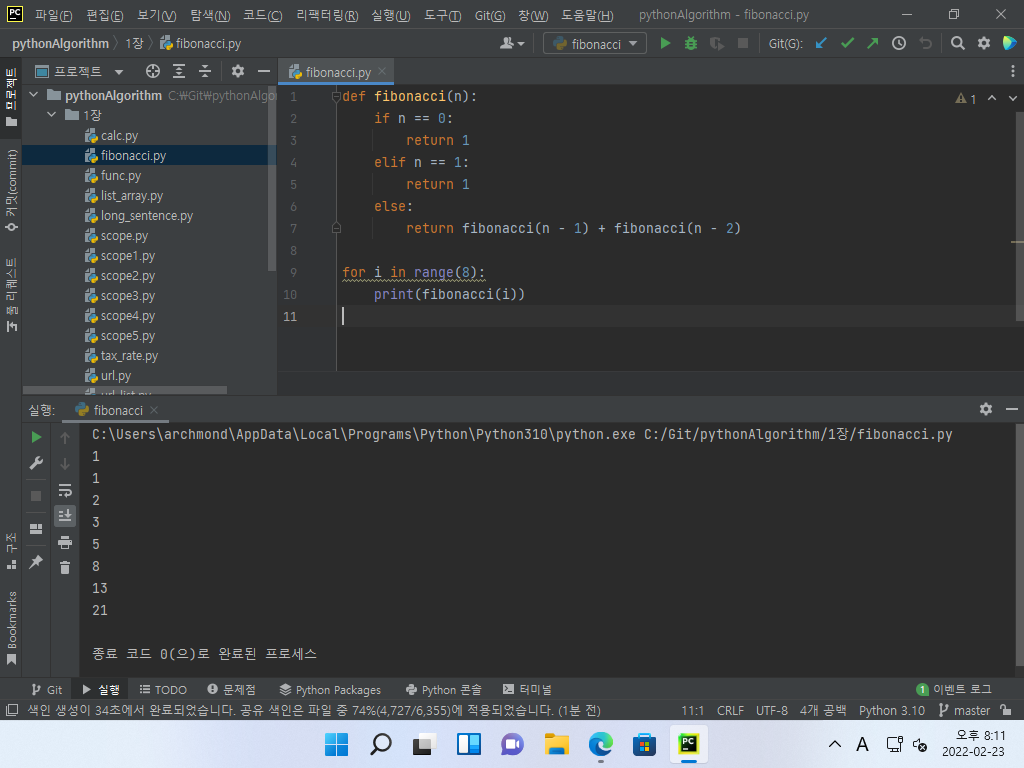 PC 파일(F) 편집(E) 보기(V) 탐색(N) 코드(C) 리팩터링(R) 실행(U) 도구(T) Git(G) 창(W) 도움말(H) pythonAlgorithm - fibonacci.py
pythonAlgorithm 1장 fibonacci.py fibonacci Git(G):
프로젝트 프로젝트
pythonAlgorithm C:₩Git₩pythonAlgo
1장
calc.py
fibonacci.py
func.py
list_array.py
long_sentence.py
scope.py
scope1.py
scope2.py
scope3.py
scope4.py
scope5.py
tax_rate.py
url.py
url_list.py
커밋(commit)
풀 리퀘스트
구조
Bookmarks
fibonacci.py
1 def fibonacci(n): 1
2 if n == 0:
3 return 1
4 elif n == 1:
5 return 1
6 else:
7 return fibonacci(n - 1) + fibonacci(n - 2)
8
9 for i in range(8):
10 print(fibonacci(i))
11
실행: fibonacci
C:\Users\archmond\AppData\Local\Programs\Python\Python310\python.exe C:/Git/pythonAlgorithm/1장/fibonacci.py
1
1
2
3
5
8
13
21
종료 코드 0(으)로 완료된 프로세스
Git 실행 TODO 문제점 Python Packages Python 콘솔 터미널 1 이벤트 로그
색인 생성이 34초에서 완료되었습니다. 공유 색인은 파일 중 74%(4,727/6,355)에 적용되었습니다. (1분 전) 11:1 CRLF UTF-8 4개 공백 Python 3.10 master
PC A 오후 8:11
2022-02-23